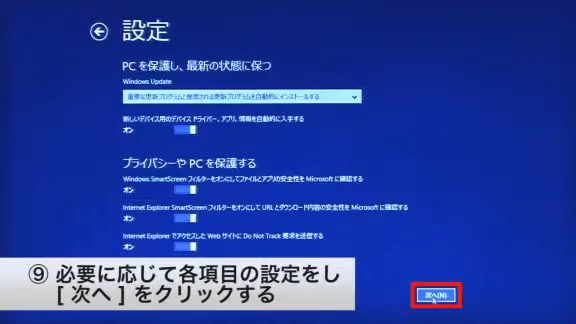 設定
PC を保護し、最新の状態に保つ
Windows Update
重要な更新プログラムと推奨される更新プログラムを自動的にインストールする
新しいデバイス用のデバイス ドライバー、アプリ、情報を自動的に入手する
オン
プライバシーや PC を保護する
Windows SmartScreen フィルターをオンにしてファイルとアプリの安全性を Microsoft に確認する
オン
Internet Explorer SmartScreen フィルターをオンにして URL とダウンロード内容の安全性を Microsoft に確認する
オン
Internet Explorer でアクセスした Web サイトに Do Not Track 要求を送信する
オン
⑨ 必要に応じて各項目の設定をし
[ 次へ ] をクリックする
次へ(N)